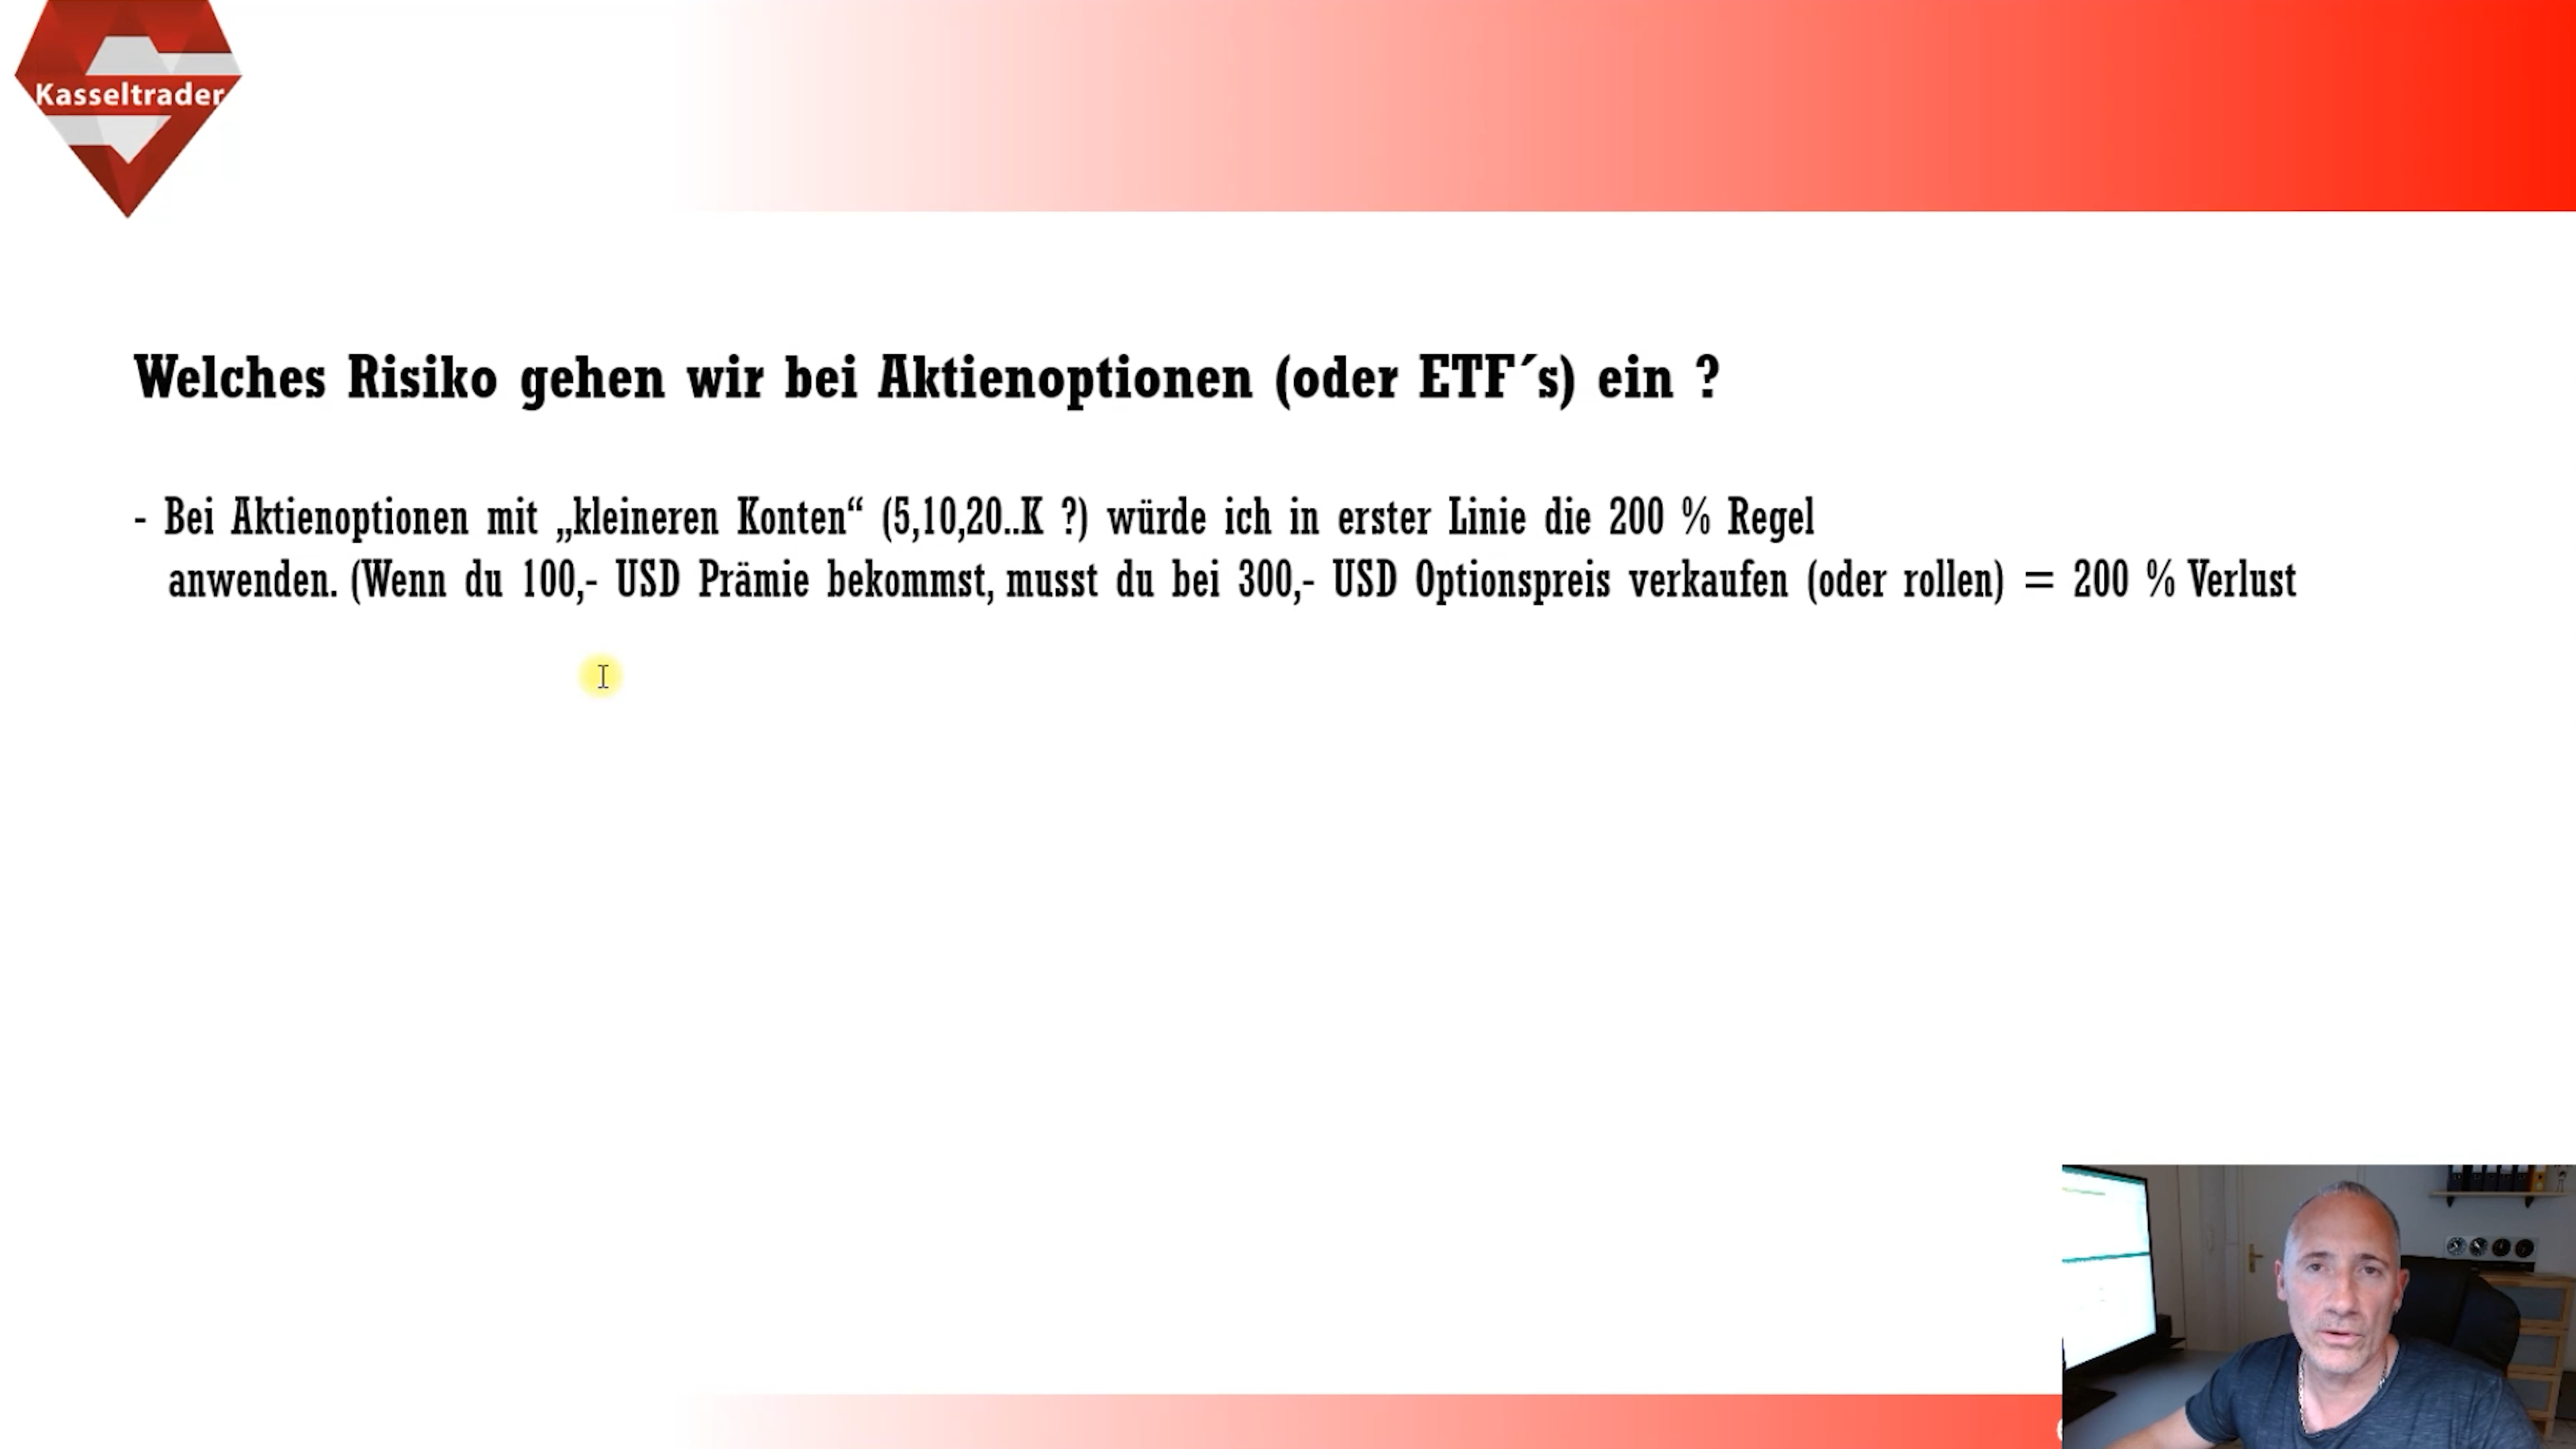 Kasseltrader
Welches Risiko gehen wir bei Aktienoptionen (oder ETF´s) ein ?
- Bei Aktienoptionen mit „kleineren Konten“ (5,10,20..K ?) würde ich in erster Linie die 200 % Regel
anwenden. (Wenn du 100,- USD Prämie bekommst, musst du bei 300,- USD Optionspreis verkaufen (oder rollen) = 200 % Verlust